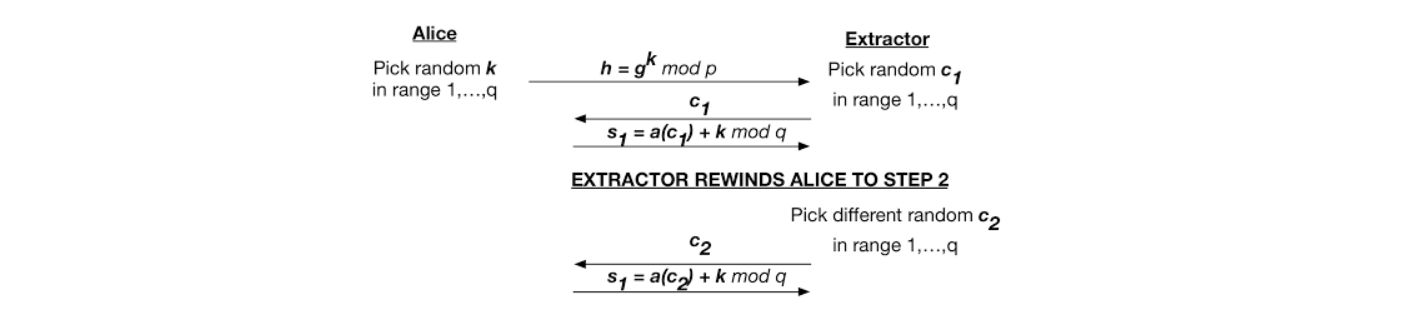 Alice
Pick random k
in range 1,...,q
h = g^k mod p
Extractor
Pick random c₁
in range 1,...,q
c₁
s₁ = a(c₁) + k mod q
EXTRACTOR REWINDS ALICE TO STEP 2
Pick different random c₂
in range 1,...,q
c₂
s₁ = a(c₂) + k mod q